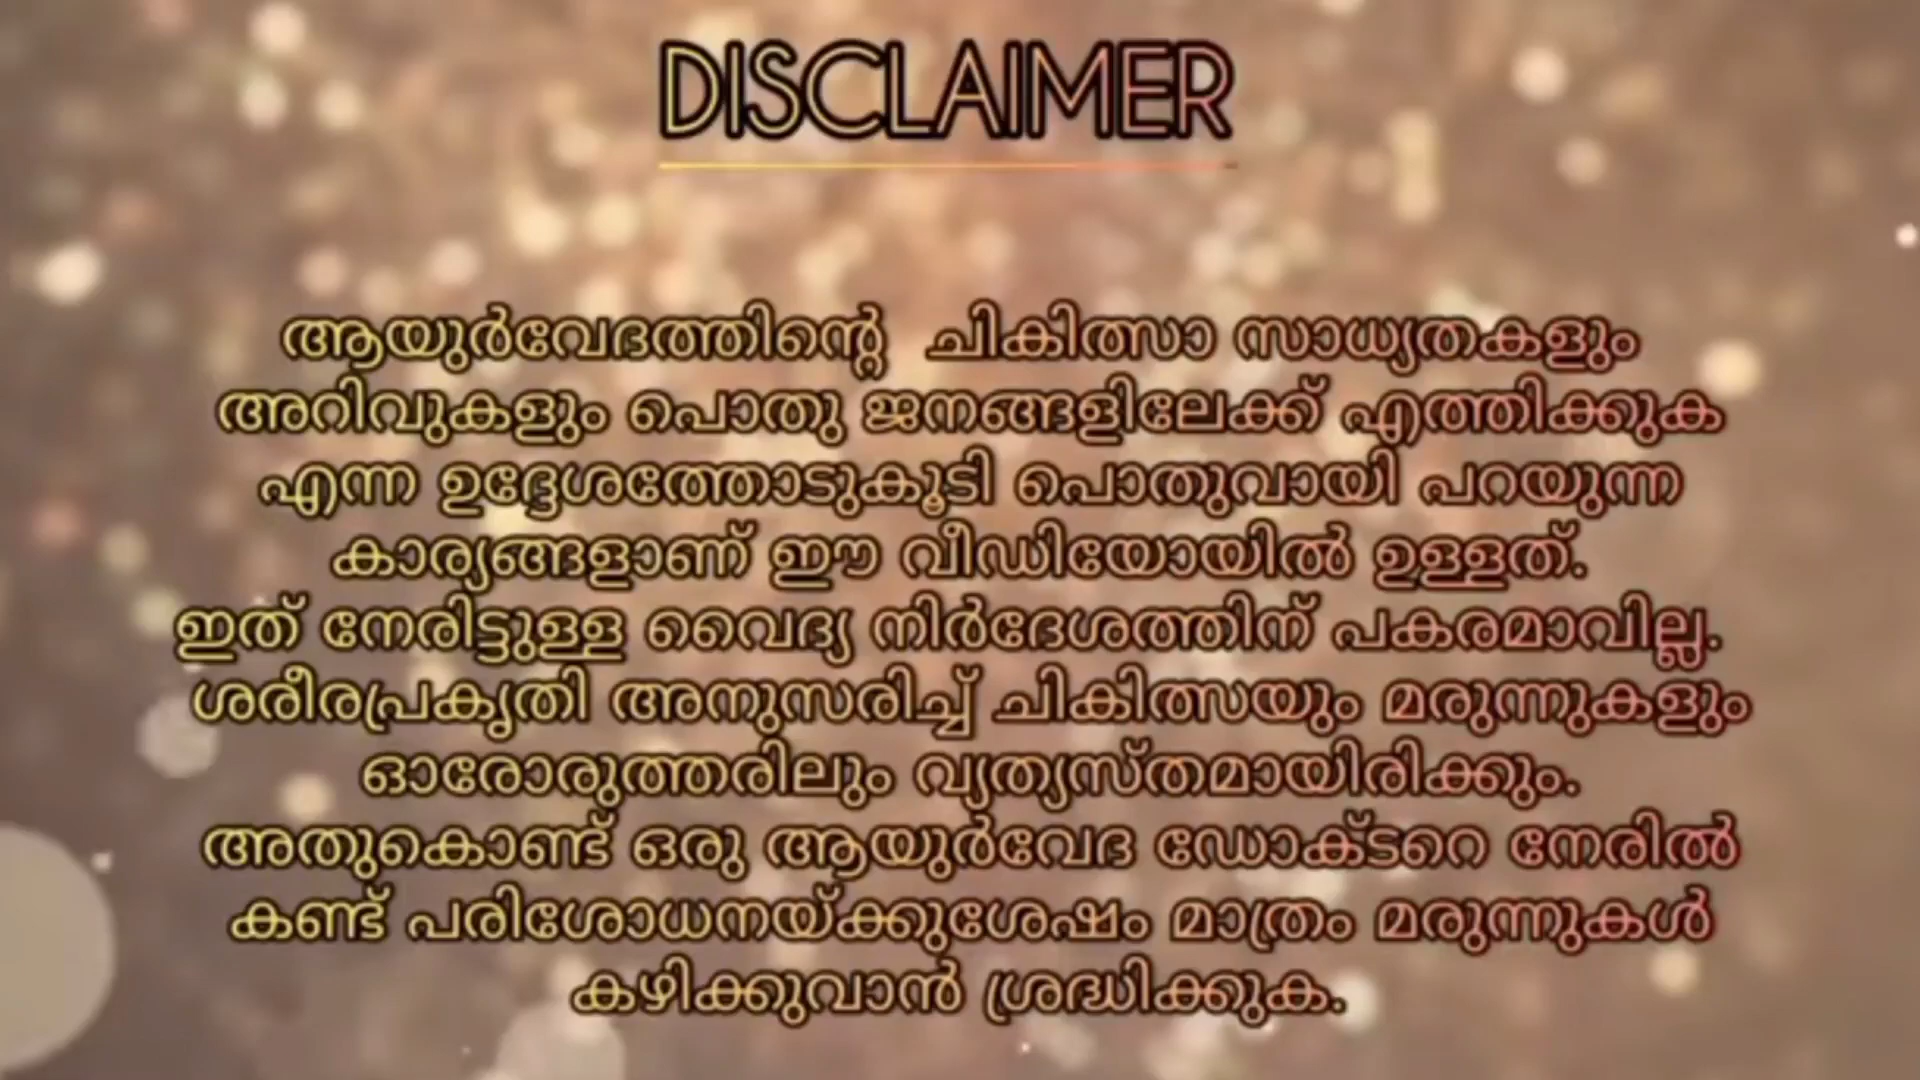 DISCLAIMER
ആയുർവേദത്തിന്റെ ചികിത്സാ സാധ്യതകളും
അറിവുകളും പൊതു ജനങ്ങളിലേക്ക് എത്തിക്കുക
എന്ന ഉദ്ദേശത്തോടുകൂടി പൊതുവായി പറയുന്ന
കാര്യങ്ങളാണ് ഈ വീഡിയോയിൽ ഉള്ളത്.
ഇത് നേരിട്ടുള്ള വൈദ്യ നിർദേശത്തിന് പകരമാവില്ല.
ശരീരപ്രകൃതി അനുസരിച്ച് ചികിത്സയും മരുന്നുകളും
ഓരോരുത്തരിലും വ്യത്യസ്തമായിരിക്കും.
അതുകൊണ്ട് ഒരു ആയുർവേദ ഡോക്ടറെ നേരിൽ
കണ്ട് പരിശോധനയ്ക്കുശേഷം മാത്രം മരുന്നുകൾ
കഴിക്കുവാൻ ശ്രദ്ധിക്കുക.